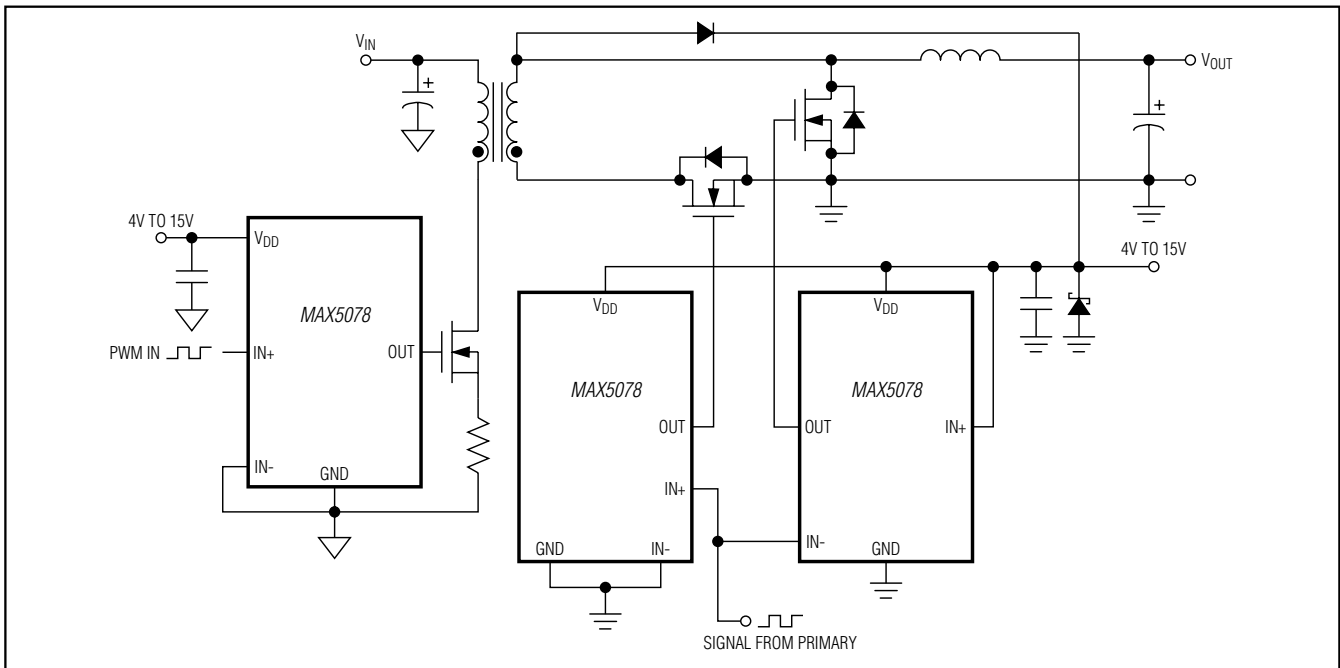 VIN
+
VOUT
+
4V TO 15V
VDD
MAX5078
PWM IN
IN+
OUT
IN-
GND
4V TO 15V
VDD
MAX5078
OUT
IN+
GND
IN-
VDD
MAX5078
OUT
IN+
IN-
GND
SIGNAL FROM PRIMARY